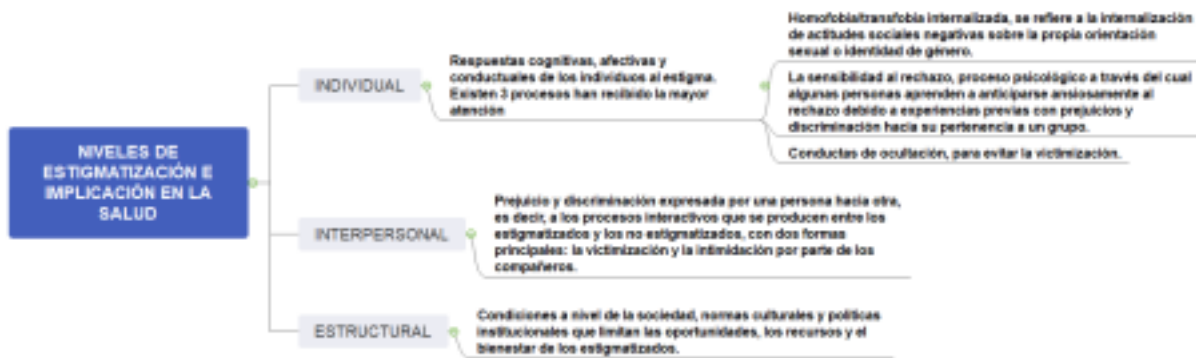 NIVELES DE
ESTIGMATIZACIÓN E
IMPLICACIÓN EN LA
SALUD
INDIVIDUAL
Respuestas cognitivas, afectivas y
conductuales de los individuos al estigma.
Existen 3 procesos han recibido la mayor
atención
Homofobia/transfobia internalizada, se refiere a la internalización
de actitudes sociales negativas sobre la propia orientación
sexual o identidad de género.
La sensibilidad al rechazo, proceso psicológico a través del cual
algunas personas aprenden a anticiparse ansiosamente al
rechazo debido a experiencias previas con prejuicios y
discriminación hacia su pertenencia a un grupo.
Conductas de ocultación, para evitar la victimización.
INTERPERSONAL
Prejuicio y discriminación expresada por una persona hacia otra,
es decir, a los procesos interactivos que se producen entre los
estigmatizados y los no estigmatizados, con dos formas
principales: la victimización y la intimidación por parte de los
compañeros.
ESTRUCTURAL
Condiciones a nivel de la sociedad, normas culturales y políticas
institucionales que limitan las oportunidades, los recursos y el
bienestar de los estigmatizados.